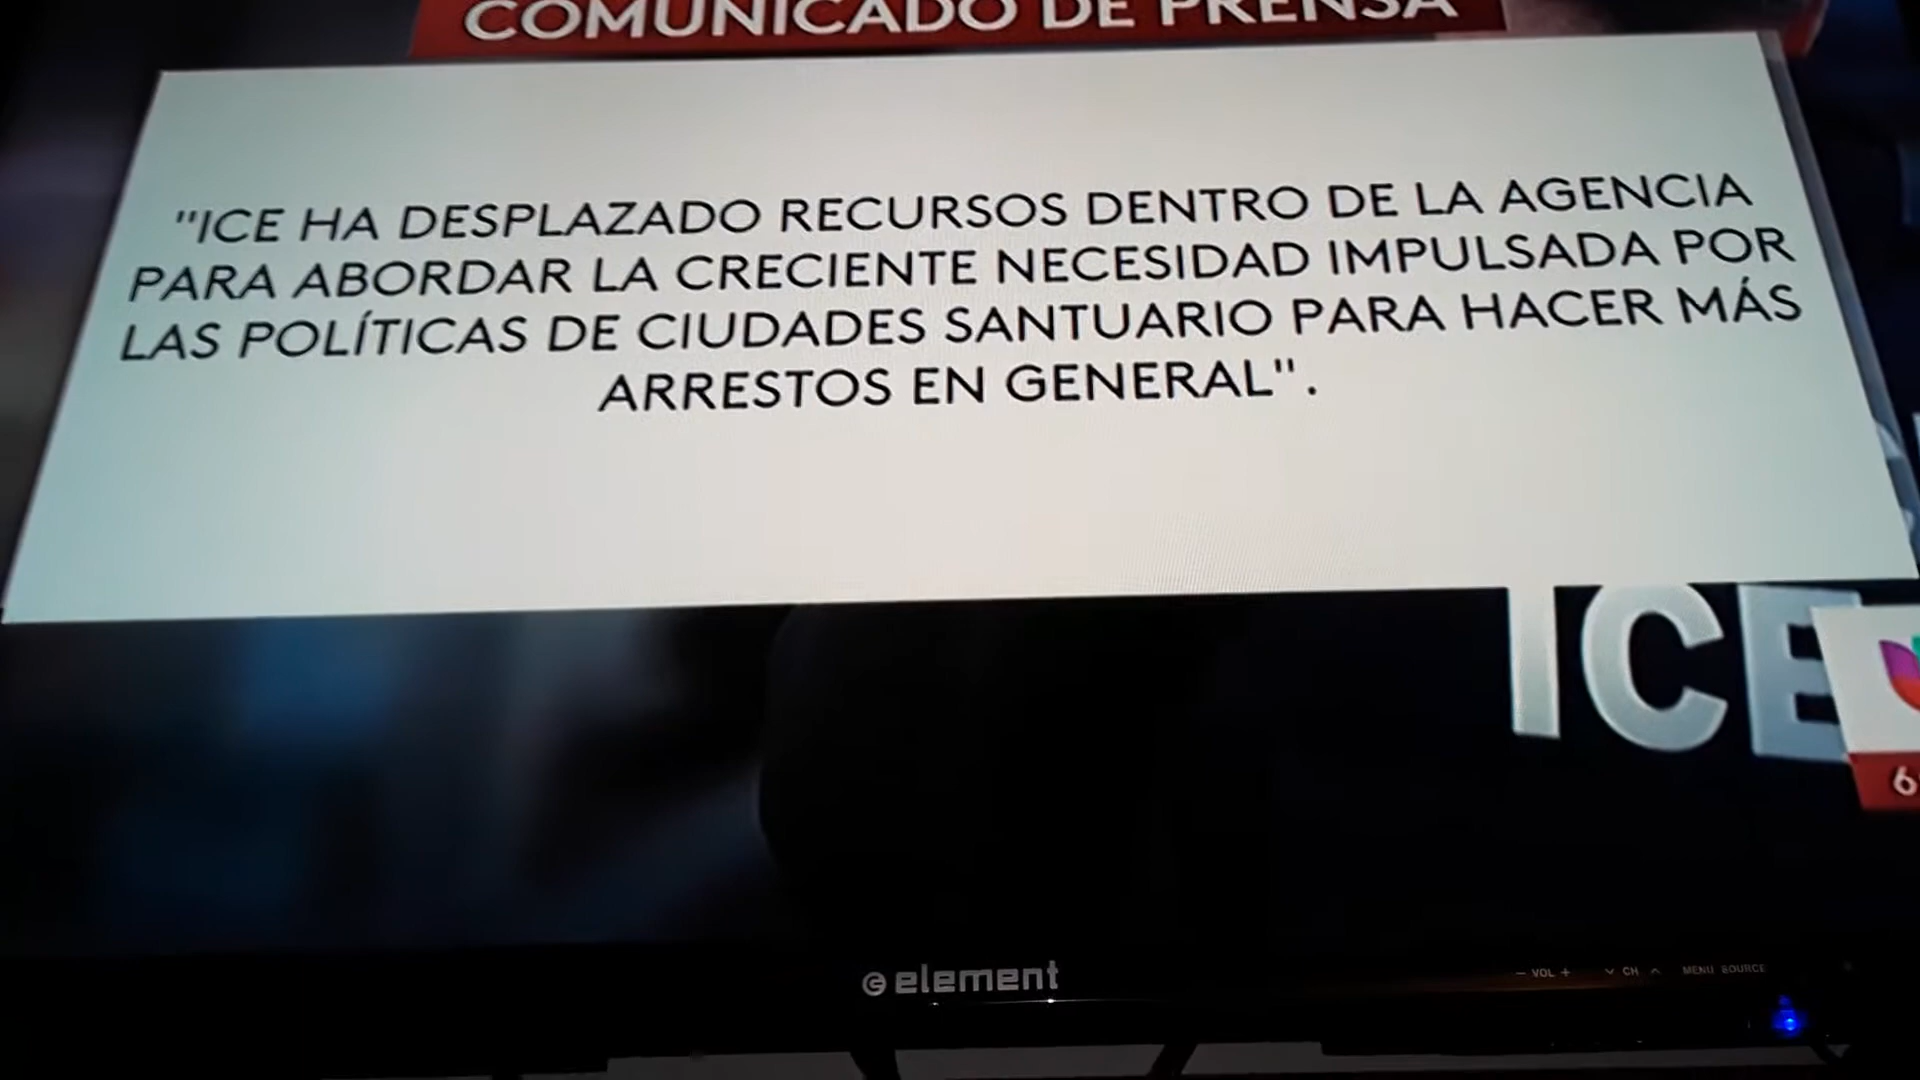 COMUNICADO DE PRENSA
"ICE HA DESPLAZADO RECURSOS DENTRO DE LA AGENCIA
PARA ABORDAR LA CRECIENTE NECESIDAD IMPULSADA POR
LAS POLÍTICAS DE CIUDADES SANTUARIO PARA HACER MÁS
ARRESTOS EN GENERAL".
ICE
6
element
− VOL + ∨ CH ∧ MENU SOURCE